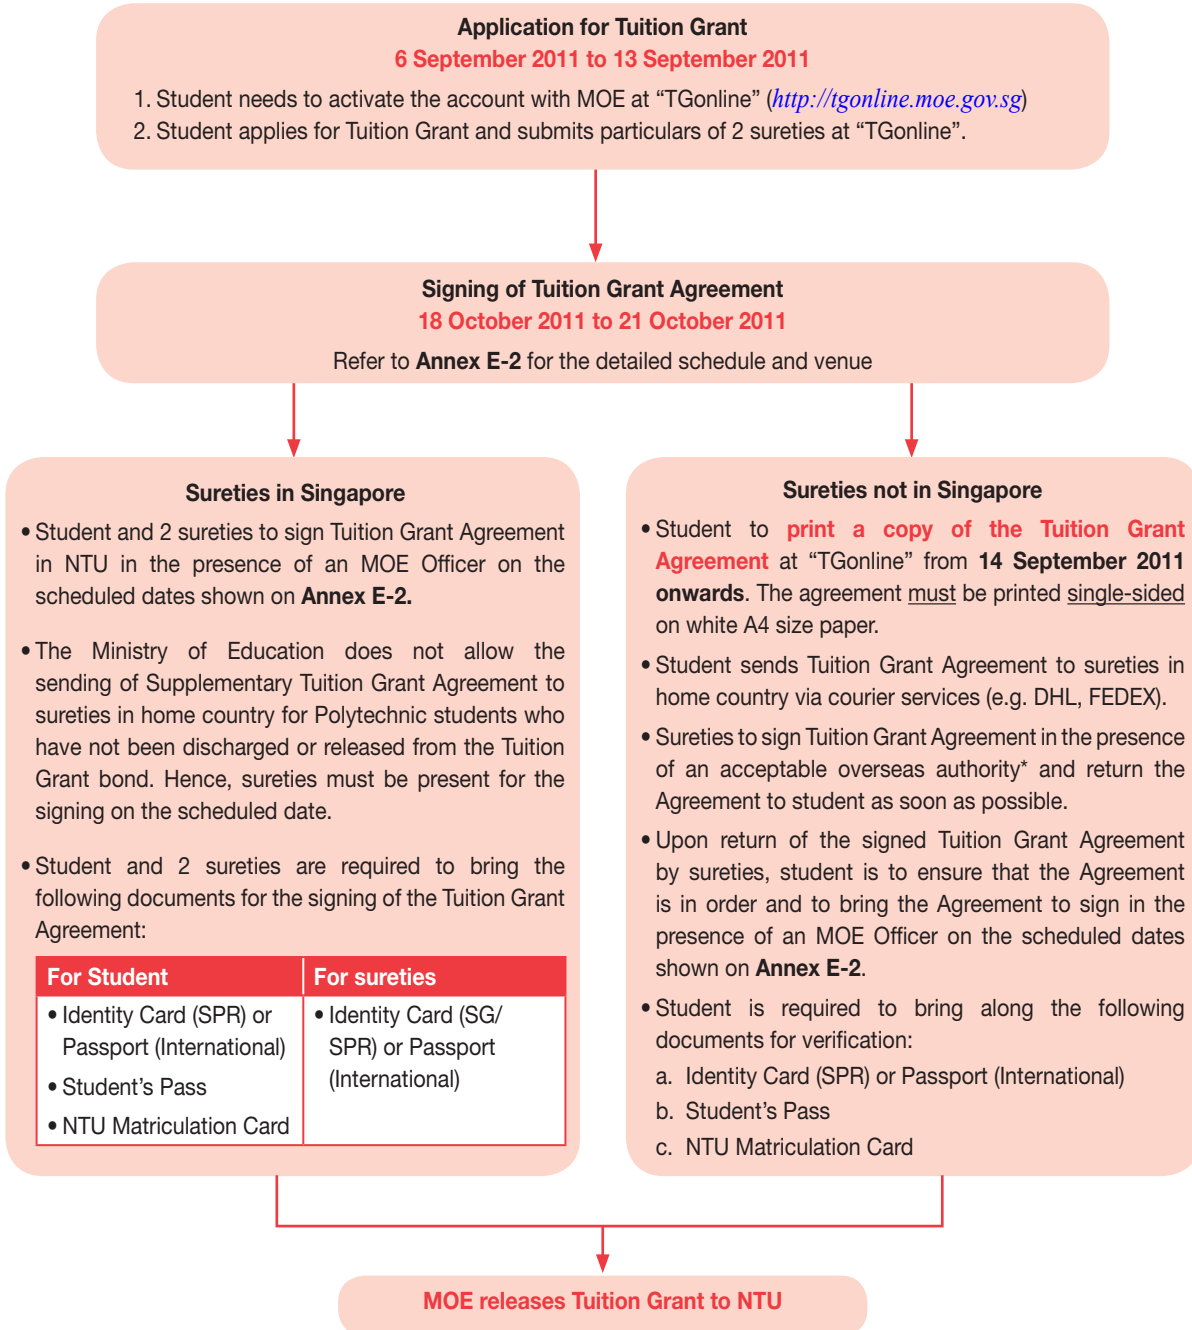 Application for Tuition Grant
6 September 2011 to 13 September 2011
1. Student needs to activate the account with MOE at “TGonline” (http://tgonline.moe.gov.sg)
2. Student applies for Tuition Grant and submits particulars of 2 sureties at “TGonline”.
Signing of Tuition Grant Agreement
18 October 2011 to 21 October 2011
Refer to Annex E-2 for the detailed schedule and venue
Sureties in Singapore
• Student and 2 sureties to sign Tuition Grant Agreement
in NTU in the presence of an MOE Officer on the
scheduled dates shown on Annex E-2.
• The Ministry of Education does not allow the
sending of Supplementary Tuition Grant Agreement to
sureties in home country for Polytechnic students who
have not been discharged or released from the Tuition
Grant bond. Hence, sureties must be present for the
signing on the scheduled date.
• Student and 2 sureties are required to bring the
following documents for the signing of the Tuition Grant
Agreement:
For Student
• Identity Card (SPR) or
Passport (International)
• Student’s Pass
• NTU Matriculation Card
For sureties
• Identity Card (SG/
SPR) or Passport
(International)
Sureties not in Singapore
• Student to print a copy of the Tuition Grant
Agreement at “TGonline” from 14 September 2011
onwards. The agreement must be printed single-sided
on white A4 size paper.
• Student sends Tuition Grant Agreement to sureties in
home country via courier services (e.g. DHL, FEDEX).
• Sureties to sign Tuition Grant Agreement in the presence
of an acceptable overseas authority* and return the
Agreement to student as soon as possible.
• Upon return of the signed Tuition Grant Agreement
by sureties, student is to ensure that the Agreement
is in order and to bring the Agreement to sign in the
presence of an MOE Officer on the scheduled dates
shown on Annex E-2.
• Student is required to bring along the following
documents for verification:
a. Identity Card (SPR) or Passport (International)
b. Student’s Pass
c. NTU Matriculation Card
MOE releases Tuition Grant to NTU